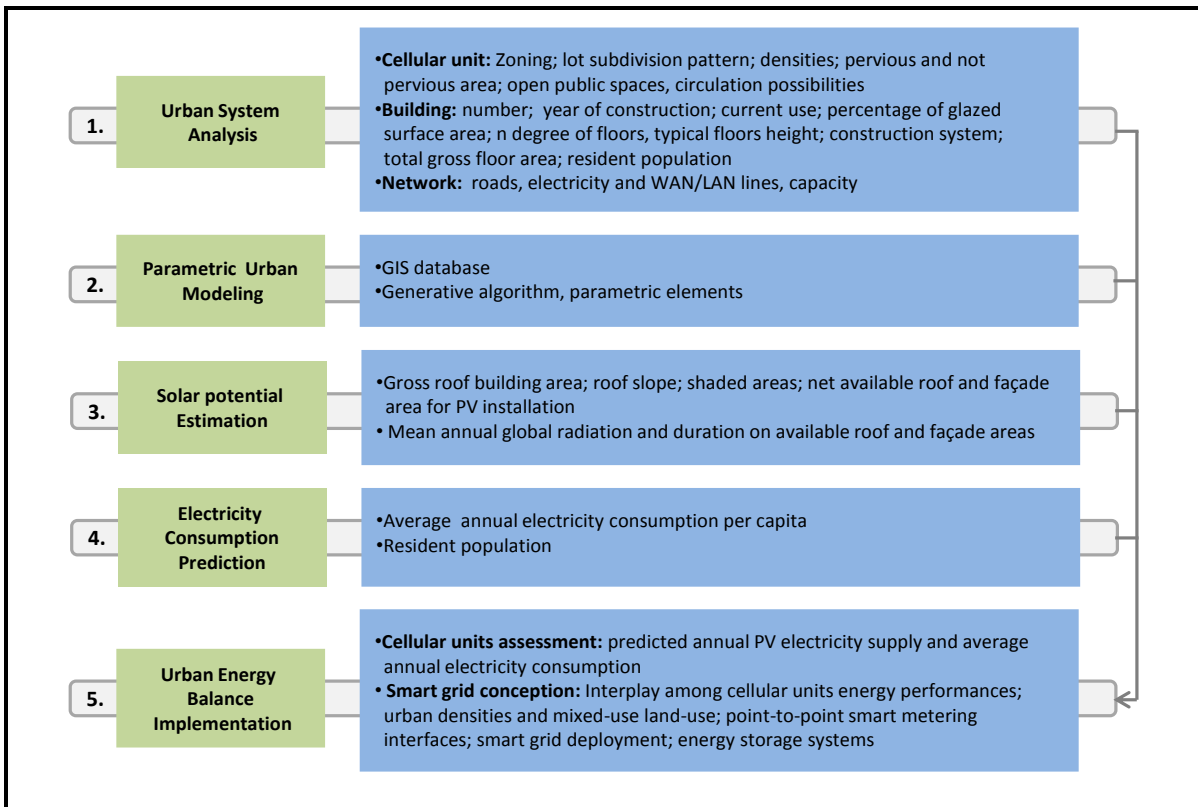 1.
Urban System
Analysis
•Cellular unit: Zoning; lot subdivision pattern; densities; pervious and not
pervious area; open public spaces, circulation possibilities
•Building: number; year of construction; current use; percentage of glazed
surface area; n degree of floors, typical floors height; construction system;
total gross floor area; resident population
•Network: roads, electricity and WAN/LAN lines, capacity
2.
Parametric Urban
Modeling
•GIS database
•Generative algorithm, parametric elements
3.
Solar potential
Estimation
•Gross roof building area; roof slope; shaded areas; net available roof and façade
area for PV installation
• Mean annual global radiation and duration on available roof and façade areas
4.
Electricity
Consumption
Prediction
•Average annual electricity consumption per capita
•Resident population
5.
Urban Energy
Balance
Implementation
•Cellular units assessment: predicted annual PV electricity supply and average
annual electricity consumption
• Smart grid conception: Interplay among cellular units energy performances;
urban densities and mixed-use land-use; point-to-point smart metering
interfaces; smart grid deployment; energy storage systems